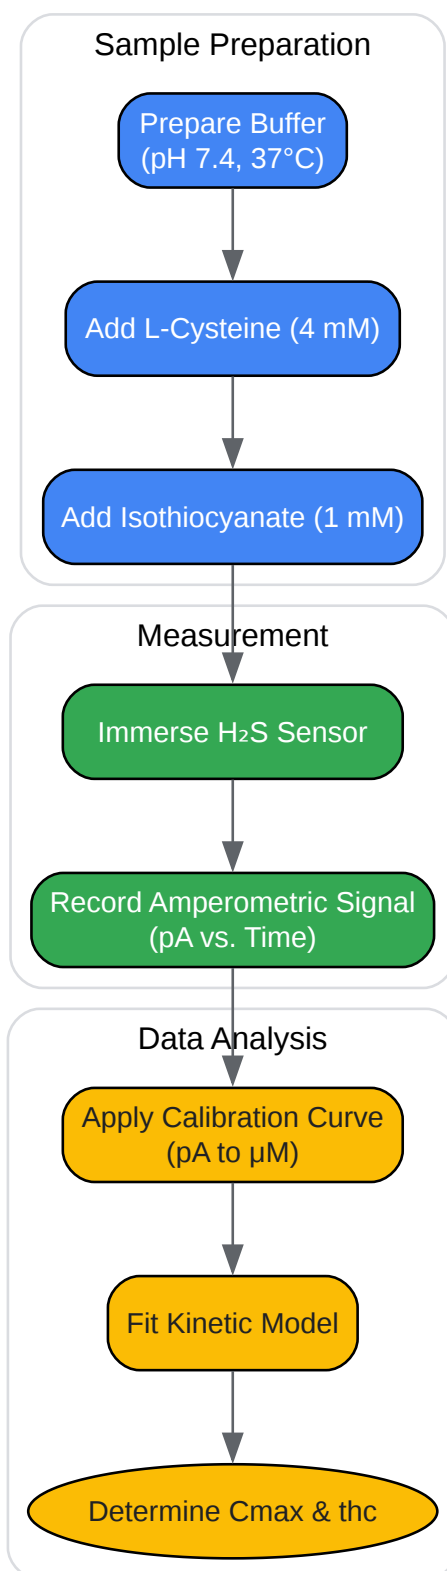 Sample Preparation
Prepare Buffer
(pH 7.4, 37°C)
Add L-Cysteine (4 mM)
Add Isothiocyanate (1 mM)
Measurement
Immerse H₂S Sensor
Record Amperometric Signal
(pA vs. Time)
Data Analysis
Apply Calibration Curve
(pA to μM)
Fit Kinetic Model
Determine Cmax & thc